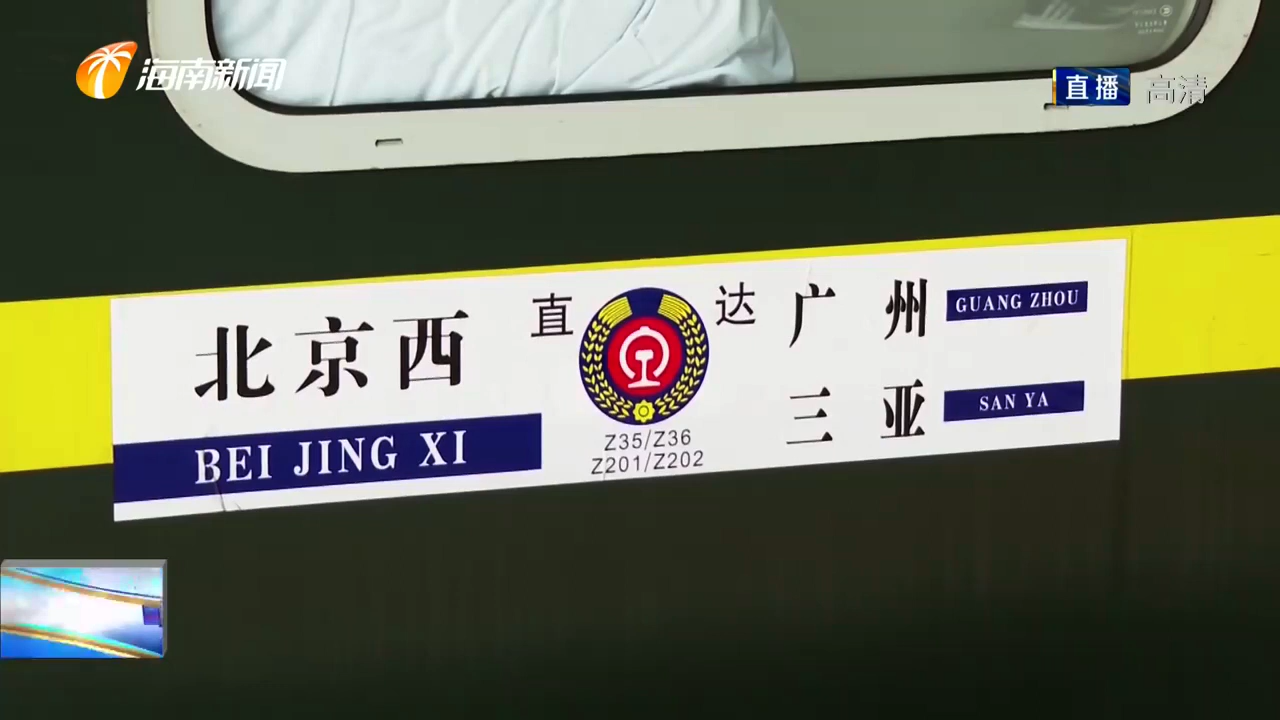 海南新闻
直播 高清
北京西
BEI JING XI
直 达
Z35/Z36
Z201/Z202
广 州 GUANG ZHOU
三 亚 SAN YA